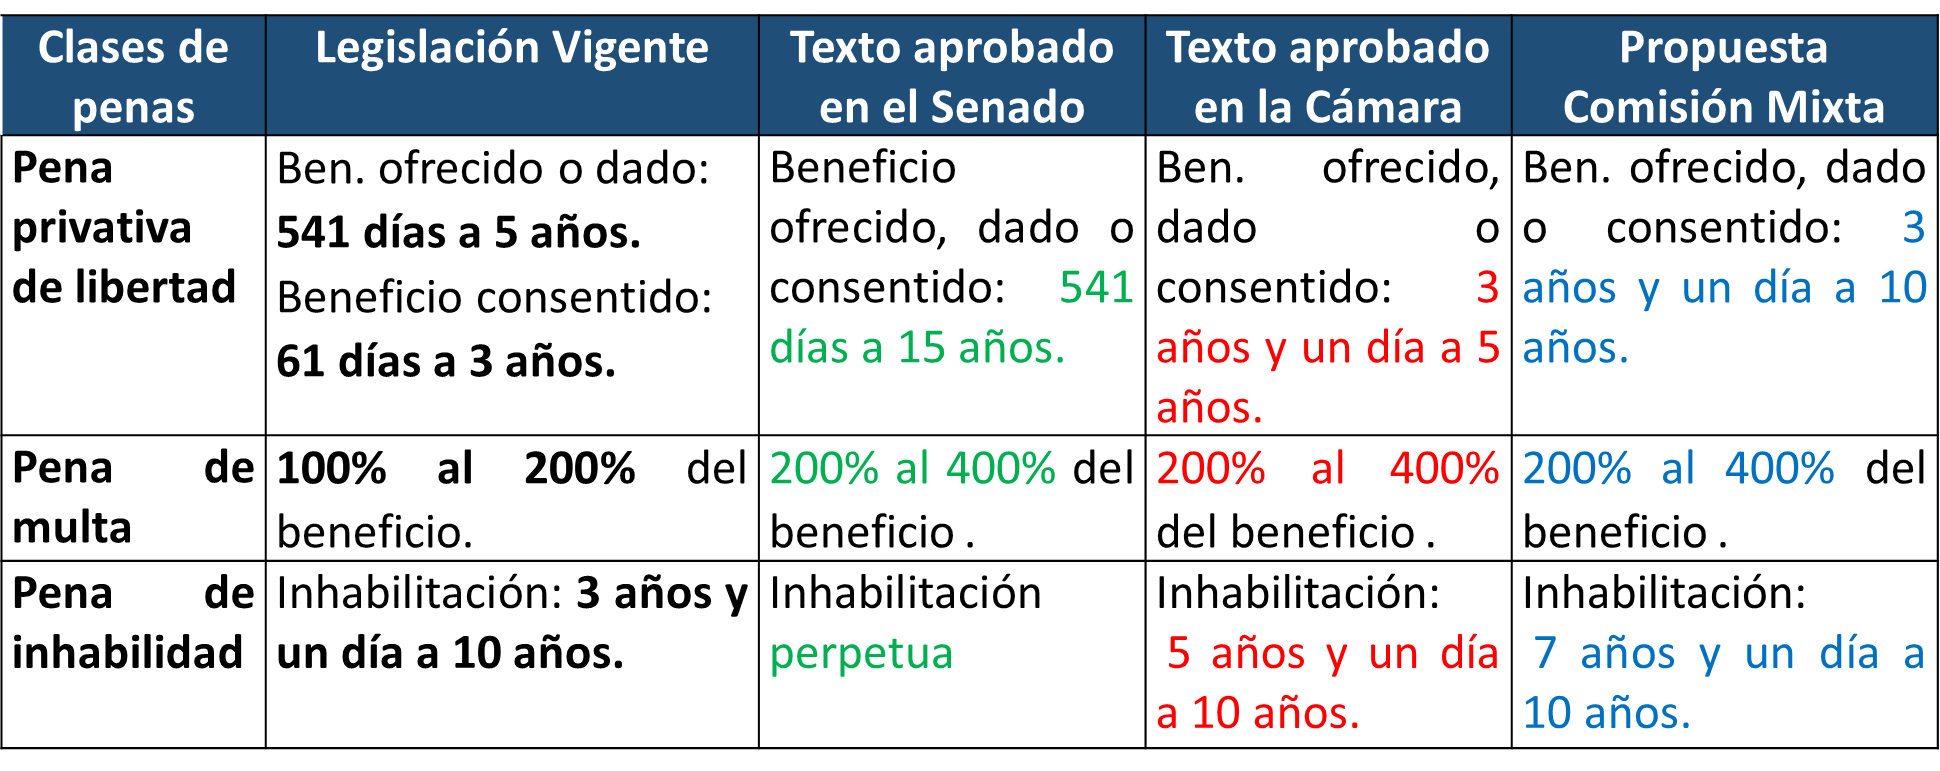 Clases de
penas
Legislación Vigente
Texto aprobado
en el Senado
Texto aprobado
en la Cámara
Propuesta
Comisión Mixta
Pena
privativa
de libertad
Ben. ofrecido o dado:
541 días a 5 años.
Beneficio consentido:
61 días a 3 años.
Beneficio
ofrecido, dado o
consentido: 541
días a 15 años.
Ben. ofrecido,
dado o
consentido: 3
años y un día a 5
años.
Ben. ofrecido, dado
o consentido: 3
años y un día a 10
años.
Pena de
multa
100% al 200% del
beneficio.
200% al 400% del
beneficio .
200% al 400%
del beneficio .
200% al 400% del
beneficio .
Pena de
inhabilidad
Inhabilitación: 3 años y
un día a 10 años.
Inhabilitación
perpetua
Inhabilitación:
5 años y un día
a 10 años.
Inhabilitación:
7 años y un día a
10 años.